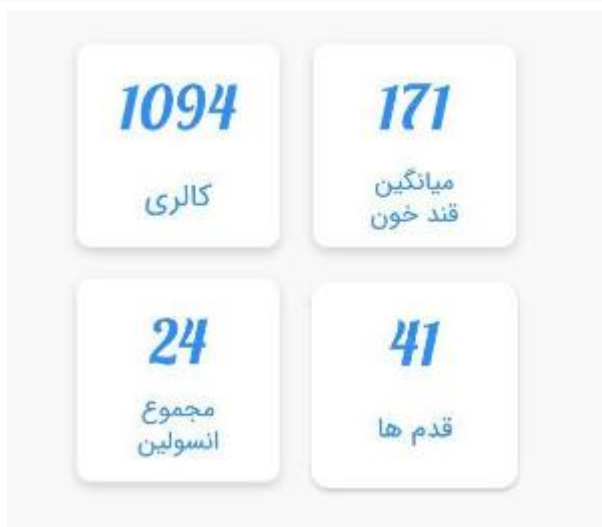 171
میانگین
قند خون
1094
کالری
41
قدم ها
24
مجموع
انسولین